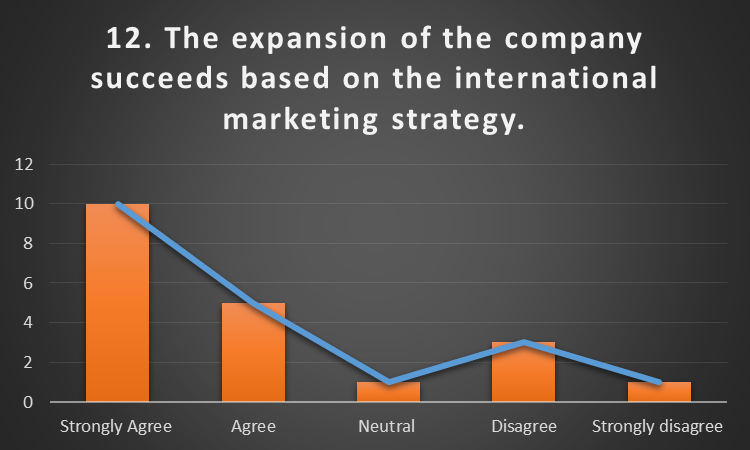 12. The expansion of the company
succeeds based on the international
marketing strategy.
12
10
8
6
4
2
0
Strongly Agree
Agree
Neutral
Disagree
Strongly disagree